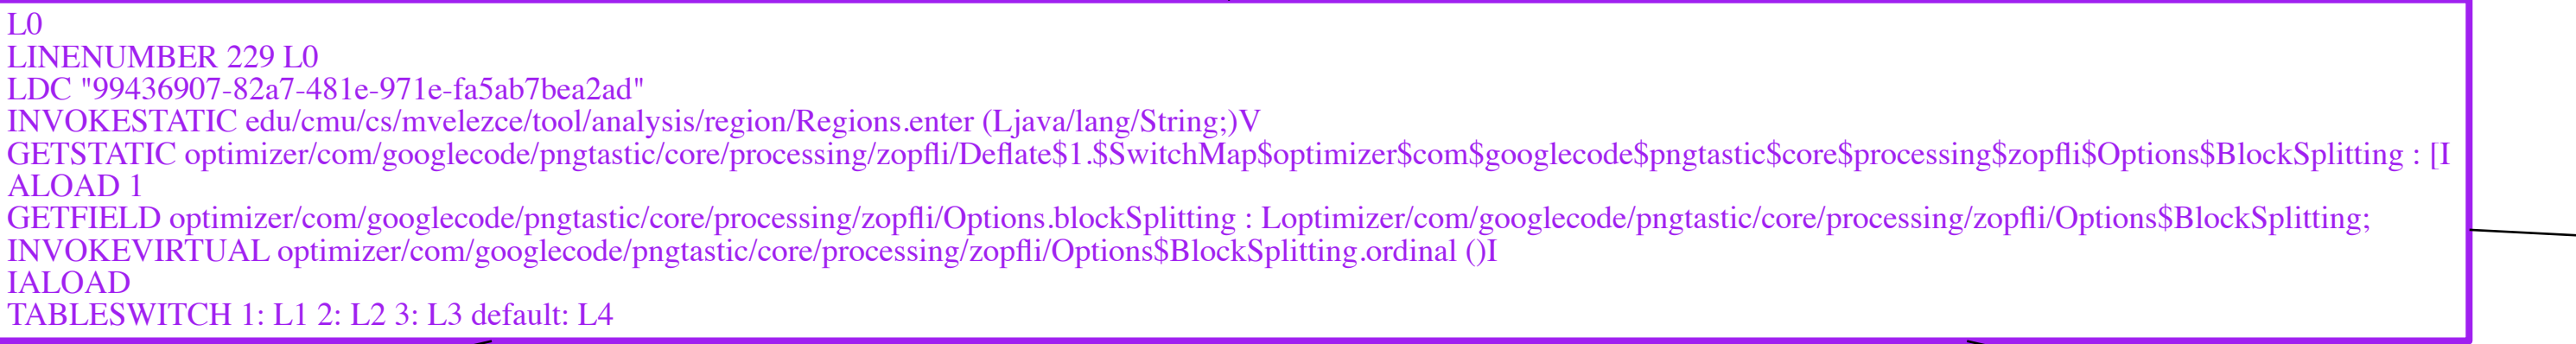 L0
LINENUMBER 229 L0
LDC "99436907-82a7-481e-971e-fa5ab7bea2ad"
INVOKESTATIC edu/cmu/cs/mvelezce/tool/analysis/region/Regions.enter (Ljava/lang/String;)V
GETSTATIC optimizer/com/googlecode/pngtastic/core/processing/zopfli/Deflate$1.$SwitchMap$optimizer$com$googlecode$pngtastic$core$processing$zopfli$Options$BlockSplitting : [I
ALOAD 1
GETFIELD optimizer/com/googlecode/pngtastic/core/processing/zopfli/Options.blockSplitting : Loptimizer/com/googlecode/pngtastic/core/processing/zopfli/Options$BlockSplitting;
INVOKEVIRTUAL optimizer/com/googlecode/pngtastic/core/processing/zopfli/Options$BlockSplitting.ordinal ()I
IALOAD
TABLESWITCH 1: L1 2: L2 3: L3 default: L4